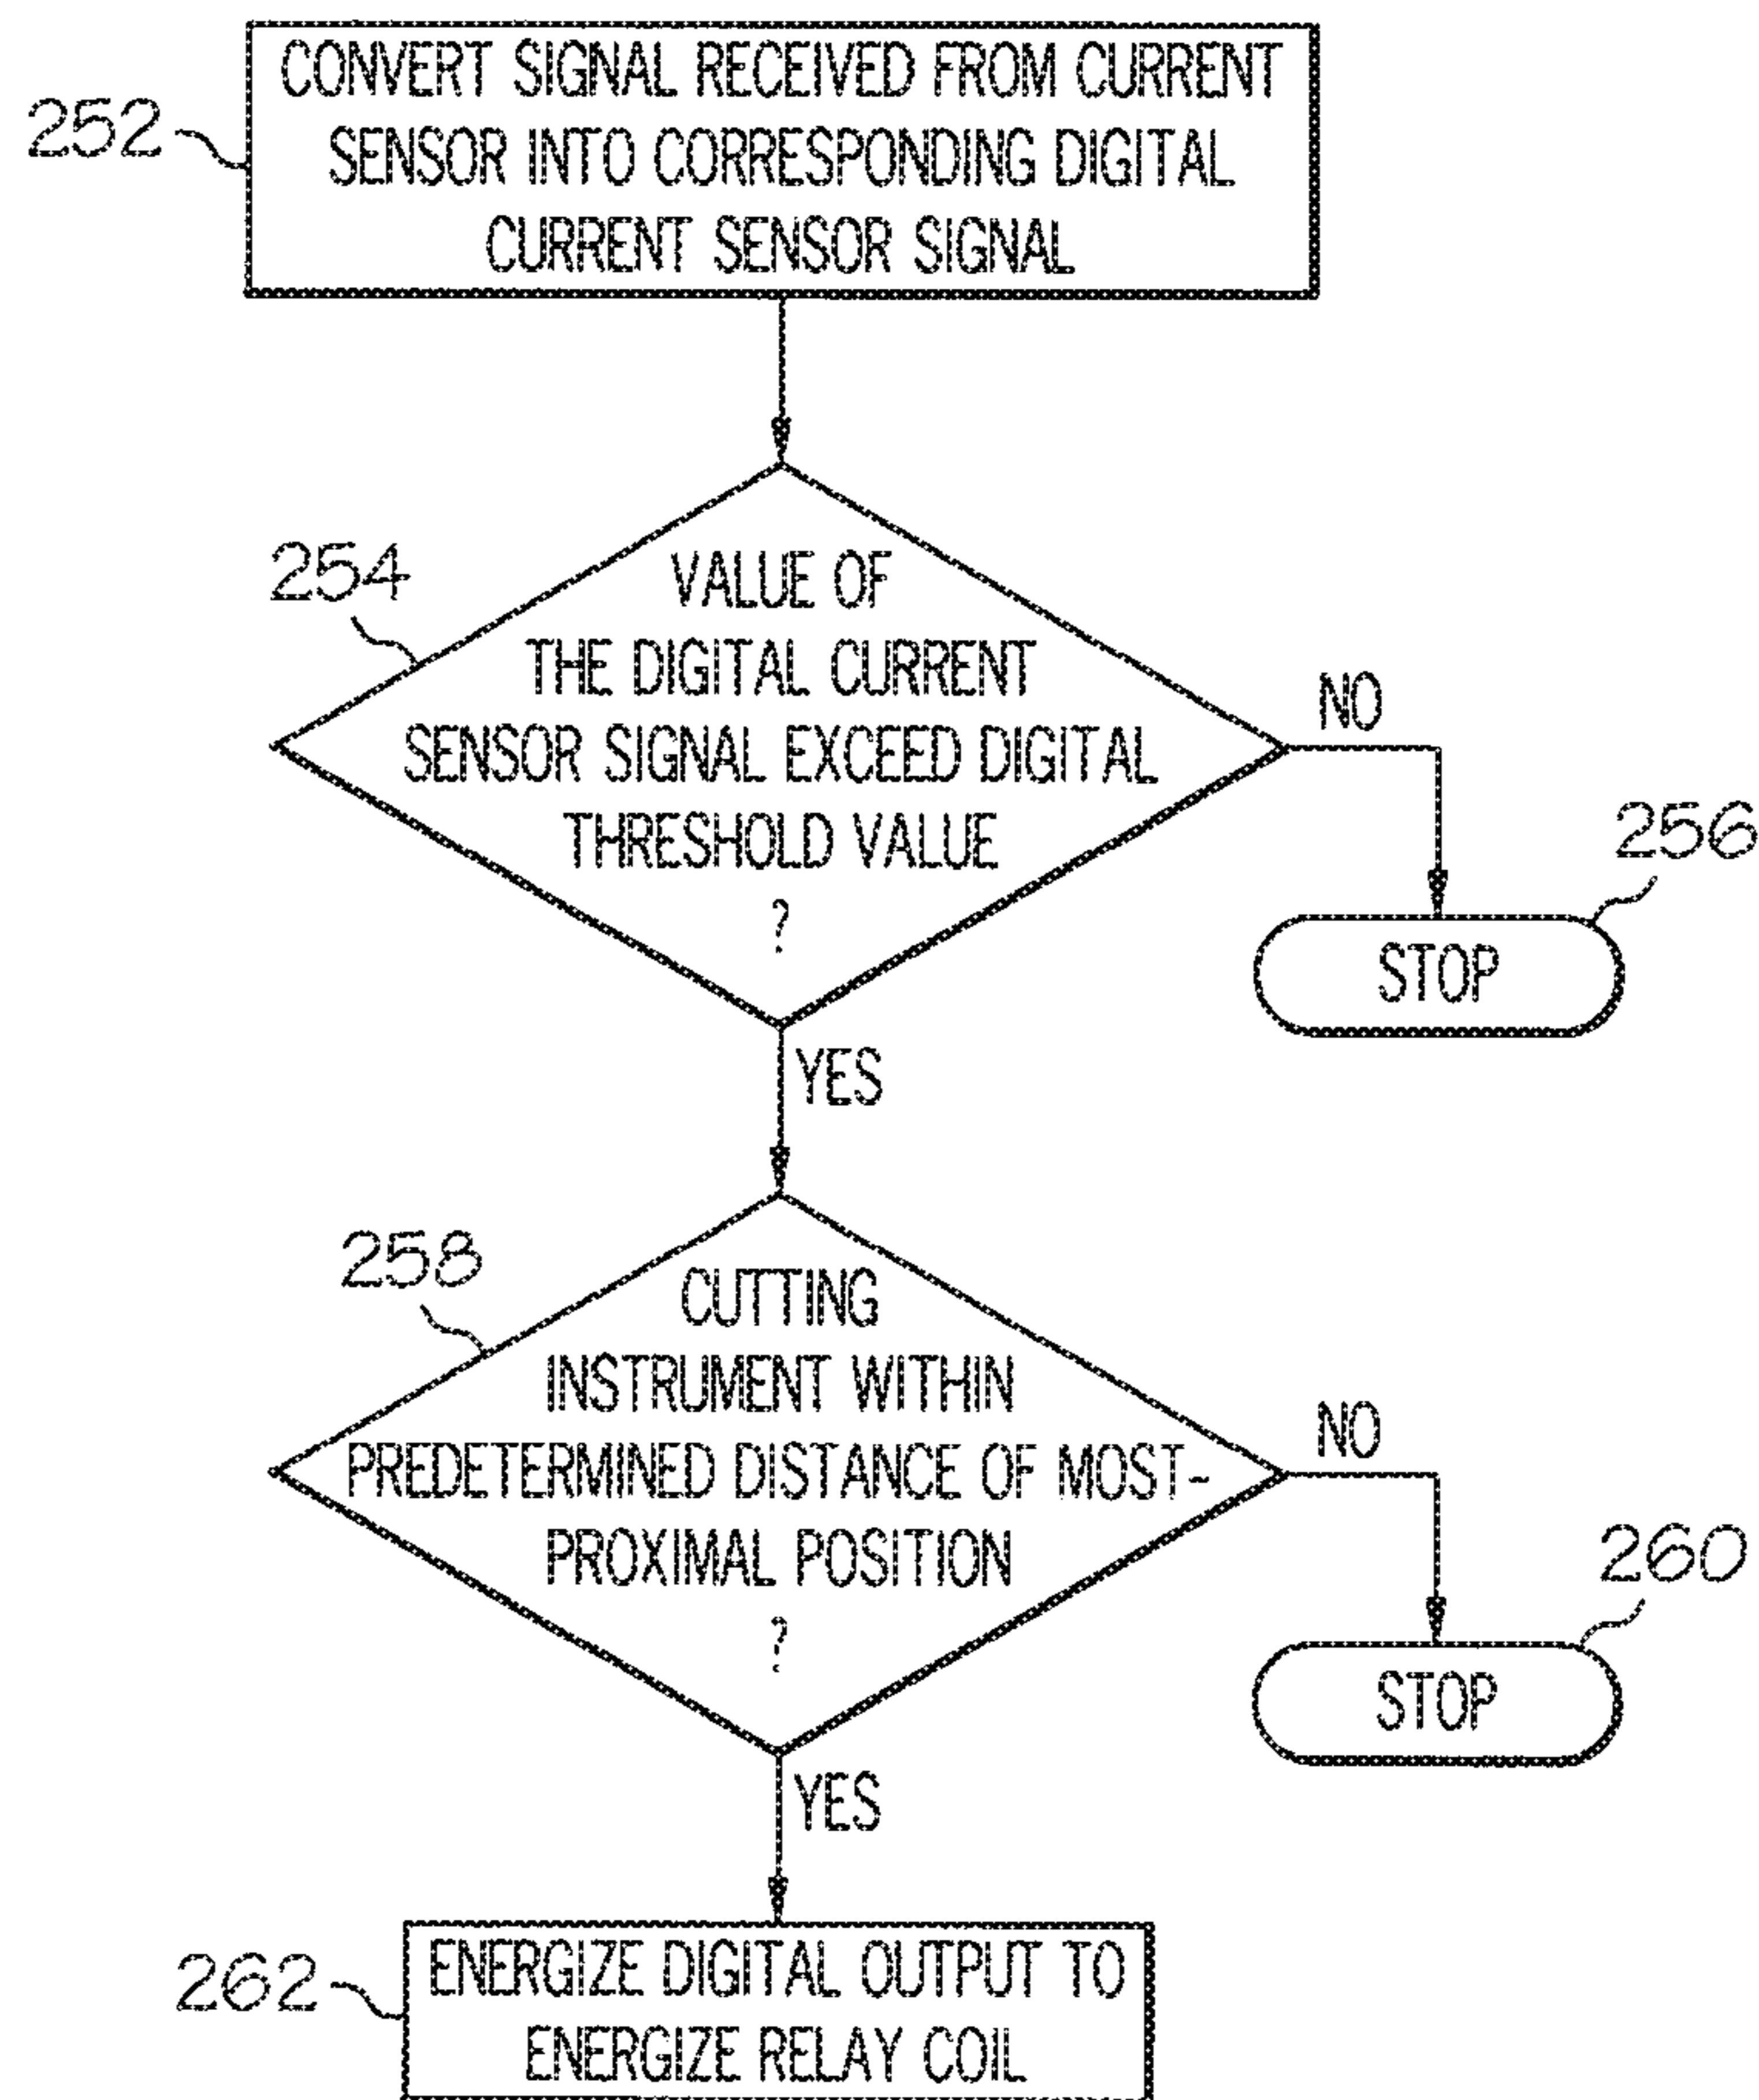 252
CONVERT SIGNAL RECEIVED FROM CURRENT
SENSOR INTO CORRESPONDING DIGITAL
CURRENT SENSOR SIGNAL
254
VALUE OF
THE DIGITAL CURRENT
SENSOR SIGNAL EXCEED DIGITAL
THRESHOLD VALUE
?
NO
256
STOP
YES
258
CUTTING
INSTRUMENT WITHIN
PREDETERMINED DISTANCE OF MOST-
PROXIMAL POSITION
?
NO
260
STOP
YES
262
ENERGIZE DIGITAL OUTPUT TO
ENERGIZE RELAY COIL